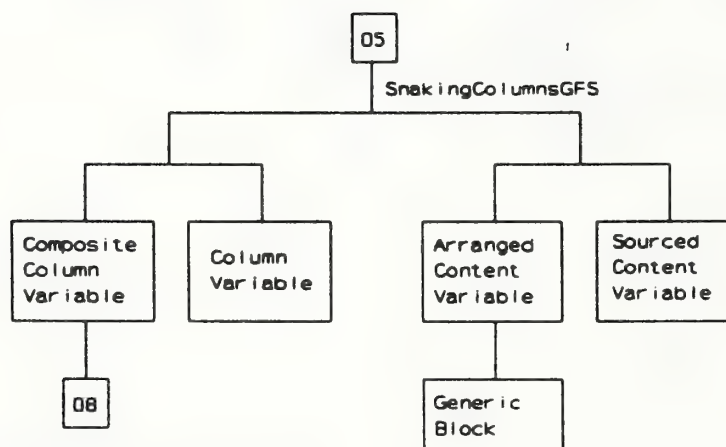 05
SnakingColumnsGFS
Composite
Column
Variable
Column
Variable
Arranged
Content
Variable
Sourced
Content
Variable
08
Generic
Block